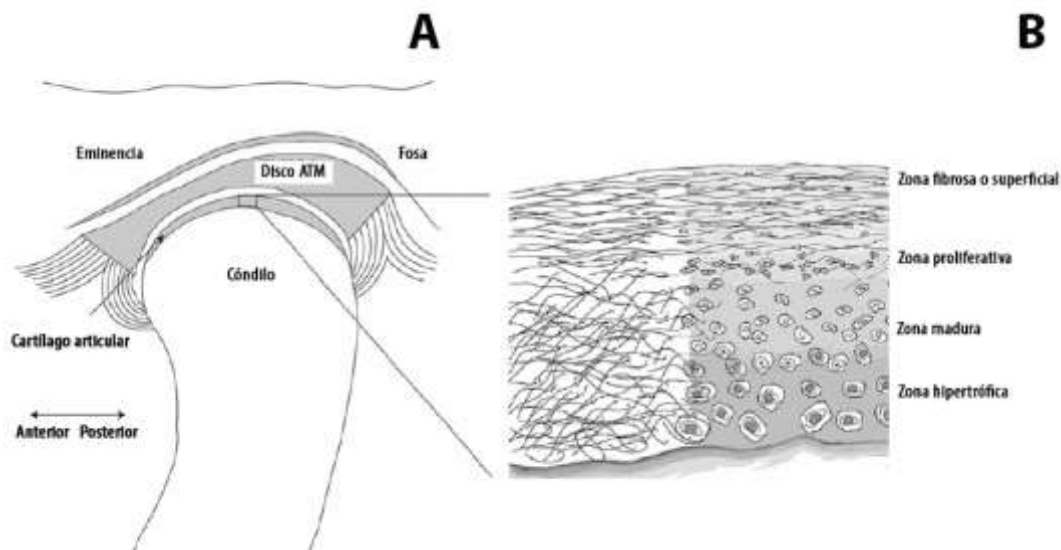 A
Eminencia
Fosa
Disco ATM
Cóndilo
Cartílago articular
Anterior Posterior
B
Zona fibrosa o superficial
Zona proliferativa
Zona madura
Zona hipertrófica